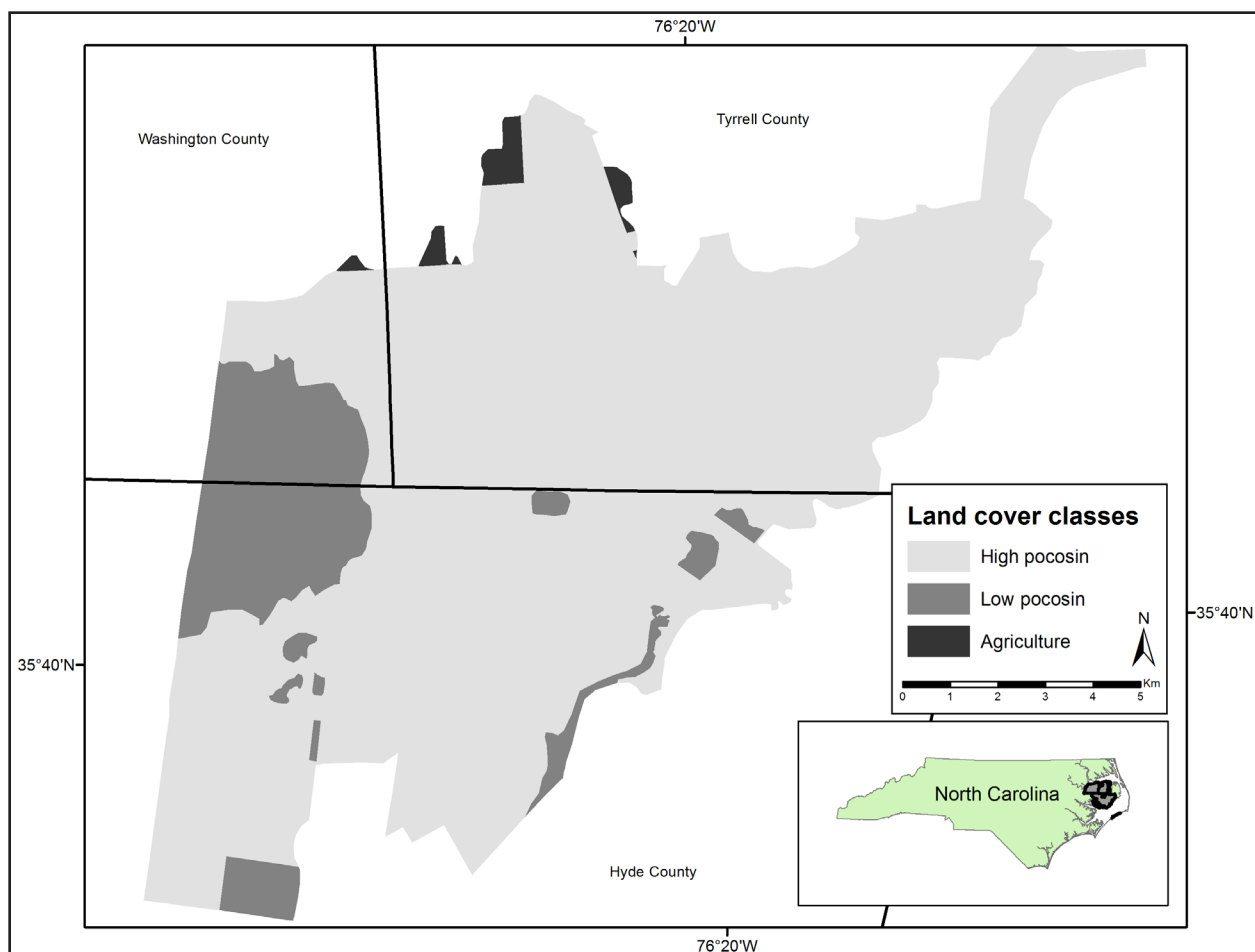 76°20'W
Washington County
Tyrrell County
Land cover classes
High pocosin
Low pocosin
Agriculture
N
Km
0 1 2 3 4 5
35°40'N
35°40'N
North Carolina
Hyde County
76°20'W